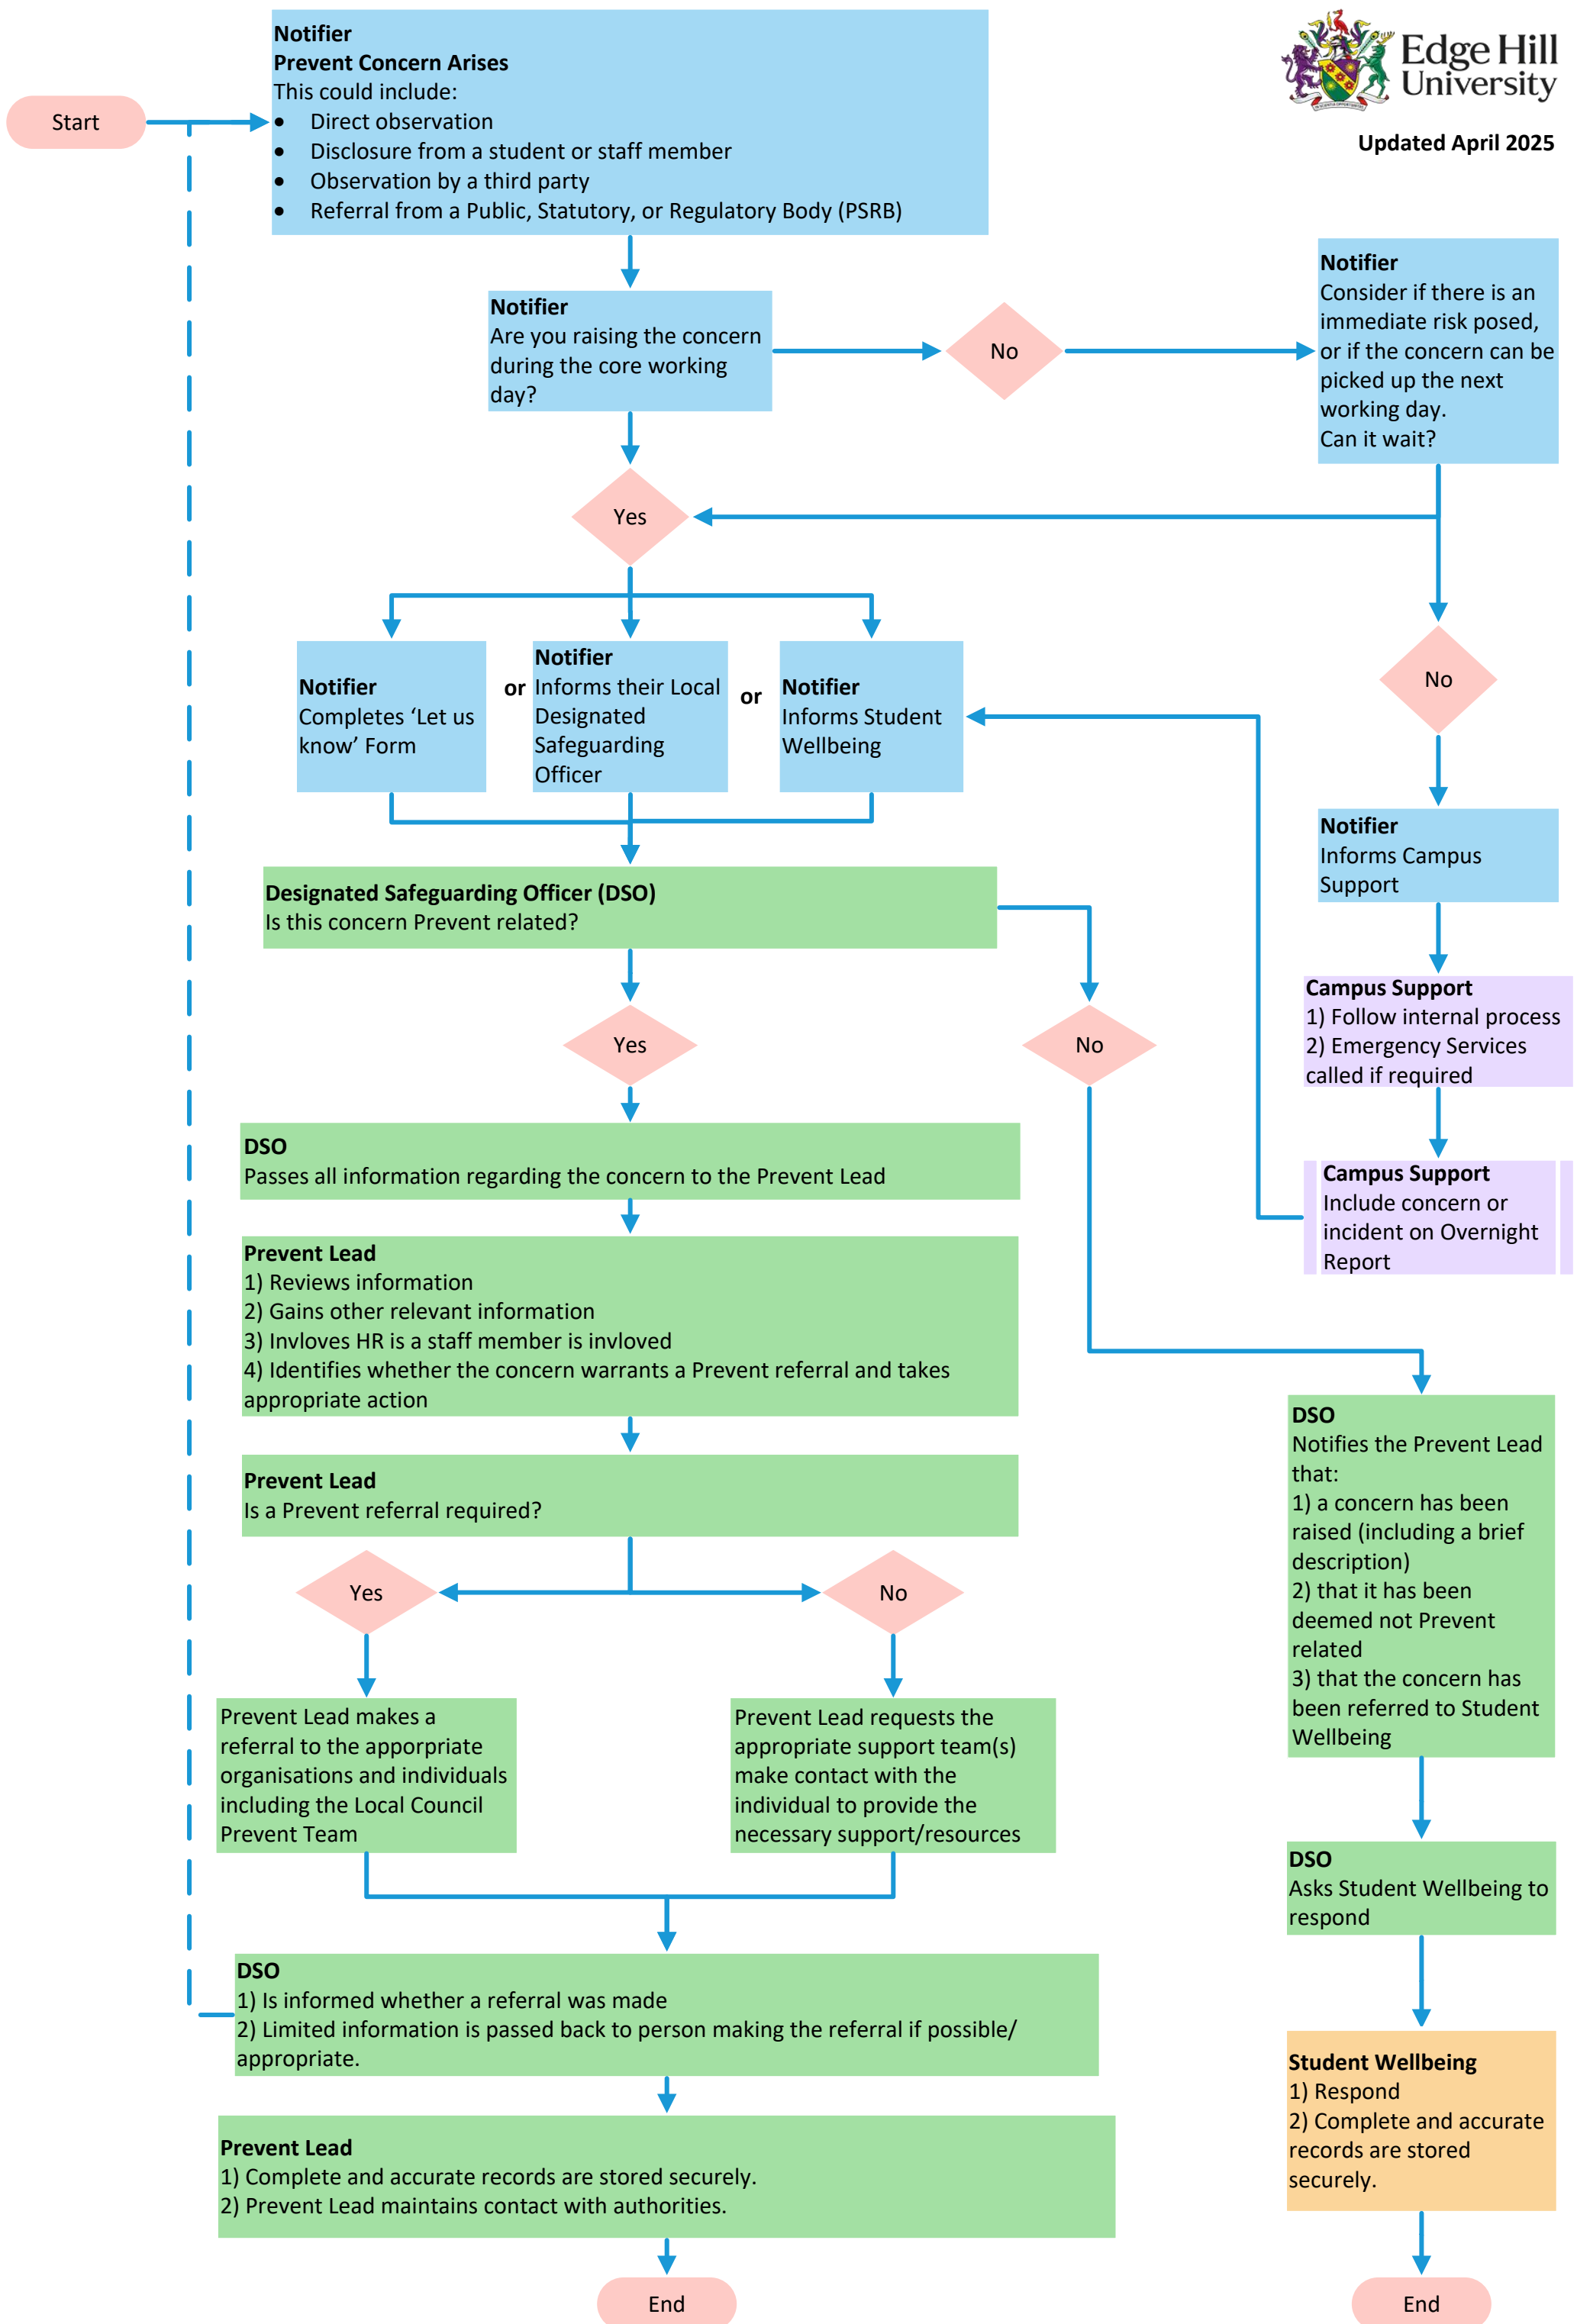 Edge Hill
University
Updated April 2025
Start
Notifier
Prevent Concern Arises
This could include:
• Direct observation
• Disclosure from a student or staff member
• Observation by a third party
• Referral from a Public, Statutory, or Regulatory Body (PSRB)
Notifier
Are you raising the concern
during the core working
day?
No
Notifier
Consider if there is an
immediate risk posed,
or if the concern can be
picked up the next
working day.
Can it wait?
Yes
No
Notifier
Completes ‘Let us
know’ Form
or
Notifier
Informs their Local
Designated
Safeguarding
Officer
or
Notifier
Informs Student
Wellbeing
Notifier
Informs Campus
Support
Designated Safeguarding Officer (DSO)
Is this concern Prevent related?
Campus Support
1) Follow internal process
2) Emergency Services
called if required
Yes
No
Campus Support
Include concern or
incident on Overnight
Report
DSO
Passes all information regarding the concern to the Prevent Lead
Prevent Lead
1) Reviews information
2) Gains other relevant information
3) Invloves HR is a staff member is invloved
4) Identifies whether the concern warrants a Prevent referral and takes
appropriate action
Prevent Lead
Is a Prevent referral required?
Yes
No
Prevent Lead makes a
referral to the apporpriate
organisations and individuals
including the Local Council
Prevent Team
Prevent Lead requests the
appropriate support team(s)
make contact with the
individual to provide the
necessary support/resources
DSO
Notifies the Prevent Lead
that:
1) a concern has been
raised (including a brief
description)
2) that it has been
deemed not Prevent
related
3) that the concern has
been referred to Student
Wellbeing
DSO
Asks Student Wellbeing to
respond
DSO
1) Is informed whether a referral was made
2) Limited information is passed back to person making the referral if possible/
appropriate.
Student Wellbeing
1) Respond
2) Complete and accurate
records are stored
securely.
Prevent Lead
1) Complete and accurate records are stored securely.
2) Prevent Lead maintains contact with authorities.
End
End